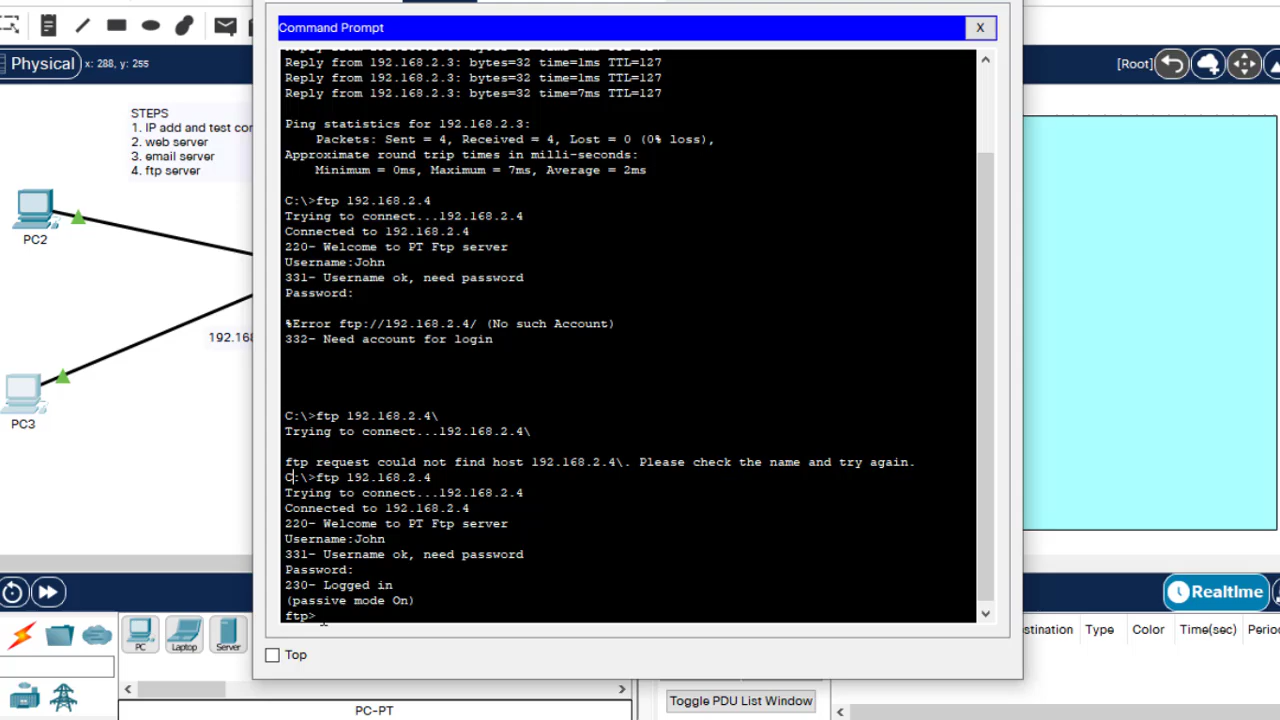 Command Prompt
X
Physical
x: 288, y: 255
[Root]
STEPS
1. IP add and test con
2. web server
3. email server
4. ftp server
PC2
192.168
PC3
Reply from 192.168.2.3: bytes=32 time=1ms TTL=127
Reply from 192.168.2.3: bytes=32 time=1ms TTL=127
Reply from 192.168.2.3: bytes=32 time=7ms TTL=127
Ping statistics for 192.168.2.3:
Packets: Sent = 4, Received = 4, Lost = 0 (0% loss),
Approximate round trip times in milli-seconds:
Minimum = 0ms, Maximum = 7ms, Average = 2ms
C:\>ftp 192.168.2.4
Trying to connect...192.168.2.4
Connected to 192.168.2.4
220- Welcome to PT Ftp server
Username:John
331- Username ok, need password
Password:
%Error ftp://192.168.2.4/ (No such Account)
332- Need account for login
C:\>ftp 192.168.2.4\
Trying to connect...192.168.2.4\
ftp request could not find host 192.168.2.4\. Please check the name and try again.
C:\>ftp 192.168.2.4
Trying to connect...192.168.2.4
Connected to 192.168.2.4
220- Welcome to PT Ftp server
Username:John
331- Username ok, need password
Password:
230- Logged in
(passive mode On)
ftp>
Top
Realtime
PC
Laptop
Server
stination Type Color Time(sec) Period
Toggle PDU List Window
PC-PT